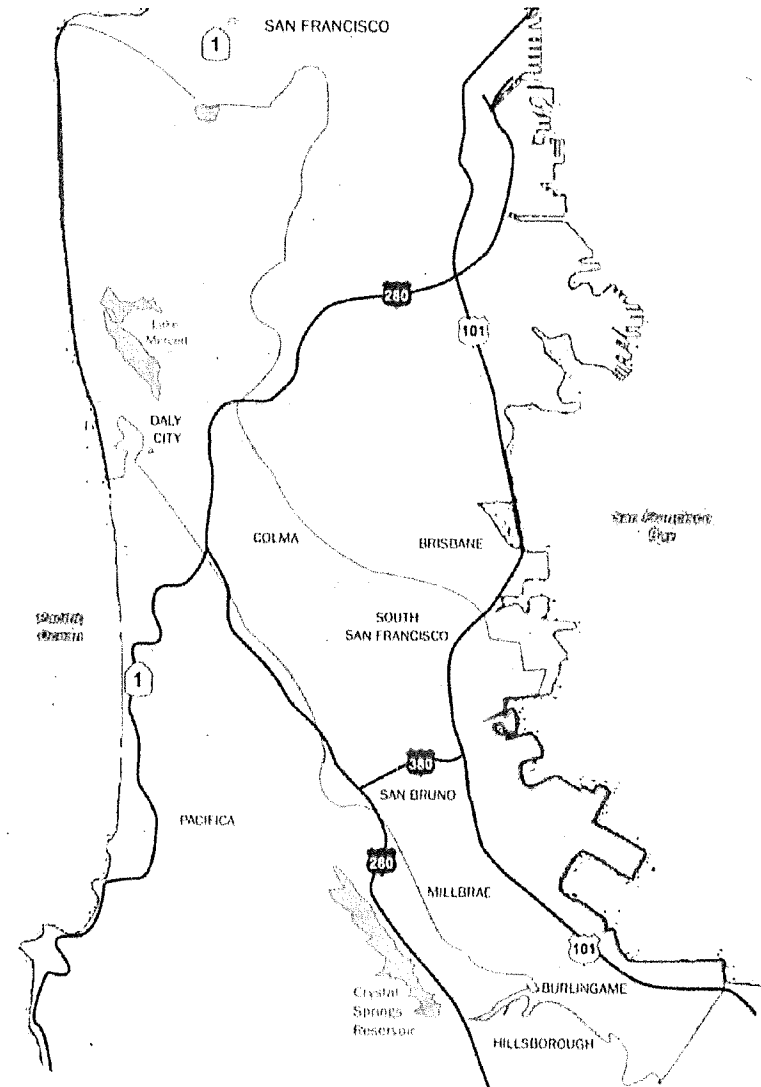 SAN FRANCISCO
1
280
101
Lake
Merced
DALY
CITY
COLMA
BRISBANE
SOUTH
SAN FRANCISCO
1
380
SAN BRUNO
PACIFICA
280
MILLBRAE
101
Crystal
Springs
Reservoir
BURLINGAME
HILLSBOROUGH